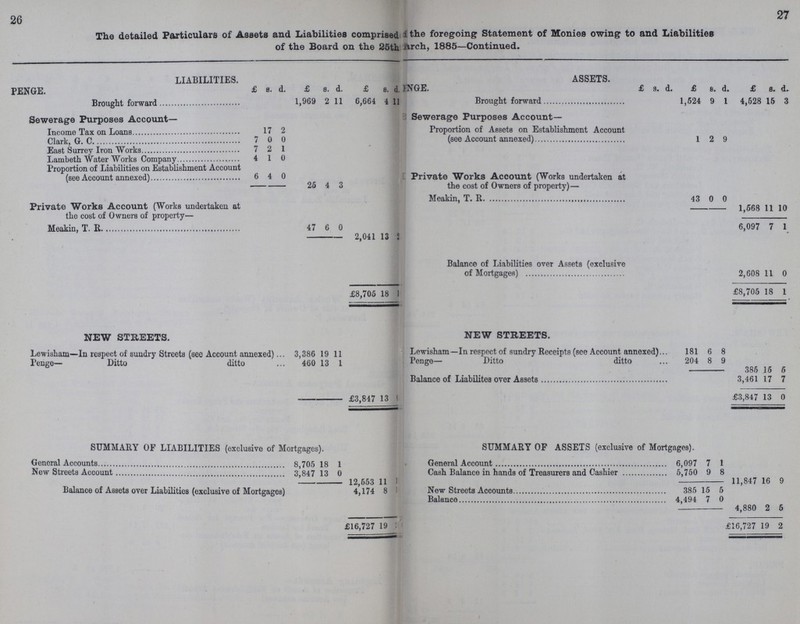 26
27
The detailed Particulars of Assets and Liabilities comprised the foregoing Statement of Monies owing to and Liabilities
of the Board on the 25th arch, 1885—Continued.
LIABILITIES.
PENGE. £ s. d. £ s. d. £ s. d.
Brought forward 1,969 2 11 6,664 4 11
Sewerage Purposes Account—
Income Tax on Loans 17 2
Clark, G. C. 7 0 0
East Surrey Iron Works 7 2 1
Lambeth Water Works Company 4 1 0
Proportion of Liabilities on Establishment Account
(see Account annexed) 6 4 0
25 4 3
Private Works Account (Works undertaken at
the cost of Owners of property—
Meakin, T. R. 47 6 0
2,041 13
£8,705 18 1
NEW STREETS.
Lewisham—In respect of sundry Streets (see Account annexed) ... 3,386 19 11
Penge— Ditto ditto ... 460 13 1
£3,847 13
SUMMARY OF LIABILITIES (exclusive of Mortgages).
General Accounts 8,705 18 1
New Streets Account 3,847 13 0
12,553 11
Balance of Assets over Liabilities (exclusive of Mortgages) 4,174 8
£16,727 19
ASSETS.
ENGE. £ s. d. £ s. d. £ s. d.
Brought forward 1,524 9 1 4,528 15 3
Sewerage Purposes Account—
Proportion of Assets on Establishment Account
(see Account annexed) 1 2 9
Private Works Account (Works undertaken at
the cost of Owners of property)—
Meakin, T. R. 43 0 0
1,568 11 10
6,097 7 1
Balance of Liabilities over Assets (exclusive
of Mortgages) 2,608 11 0
£8,705 18 1
NEW STREETS.
Lewisham—In respect of sundry Receipts (see Account annexed)... 181 6 8
Penge— Ditto ditto ... 204 8 9
385 15 5
Balance of Liabilites over Assets 3,461 17 7
£3,847 13 0
SUMMARY OF ASSETS (exclusive of Mortgages).
General Account 6,097 7 1
Cash Balance in hands of Treasurers and Cashier 5,750 9 8
11,847 16 9
New Streets Accounts 385 15 5
Balance 4,494 7 0
4,880 2 5
£16,727 19 2